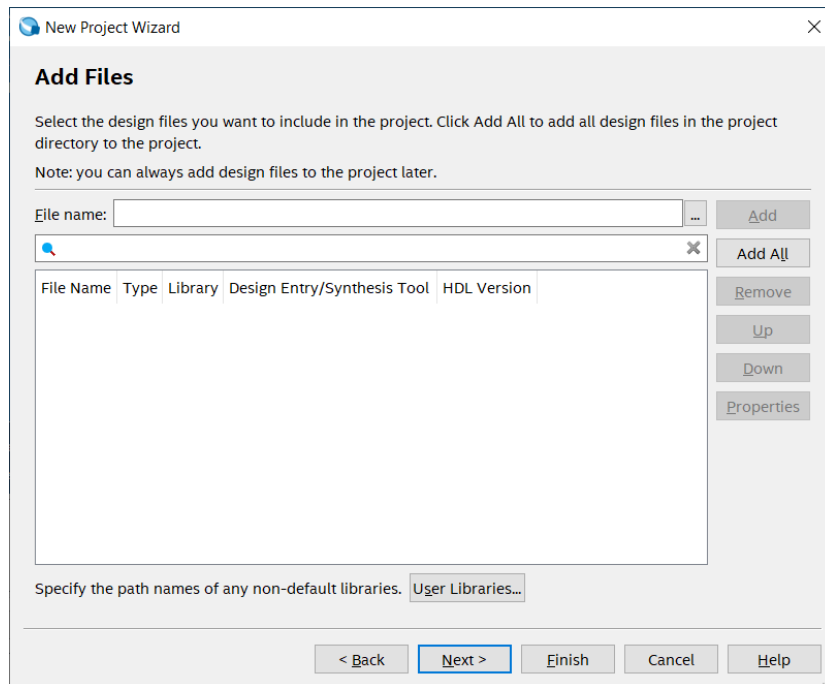 New Project Wizard
Add Files
Select the design files you want to include in the project. Click Add All to add all design files in the project
directory to the project.
Note: you can always add design files to the project later.
File name: ... Add
Add All
File Name Type Library Design Entry/Synthesis Tool HDL Version
Remove
Up
Down
Properties
Specify the path names of any non-default libraries. User Libraries...
< Back Next > Finish Cancel Help